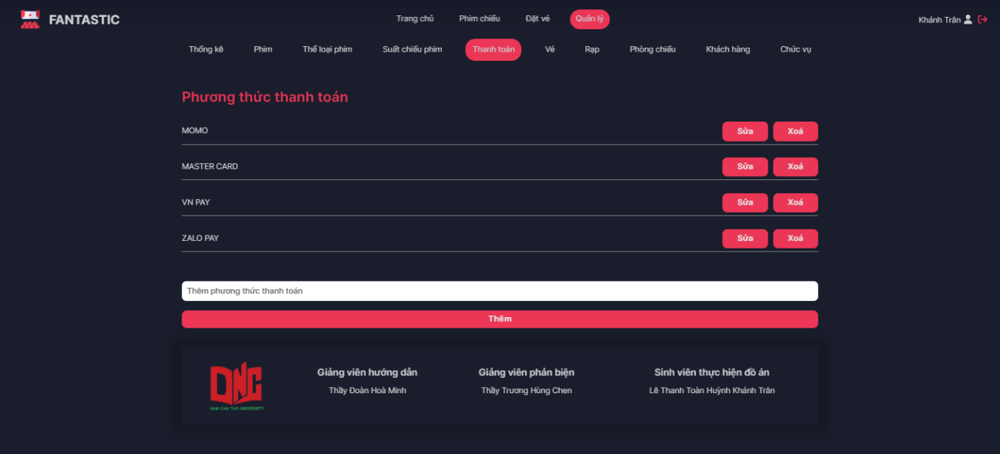 FANTASTIC
Trang chủ Phim chiếu Đặt vé Quản lý
Khánh Trân
Thống kê Phim Thể loại phim Suất chiếu phim Thanh toán Vé Rạp Phòng chiếu Khách hàng Chức vụ
Phương thức thanh toán
MOMO Sửa Xoá
MASTER CARD Sửa Xoá
VN PAY Sửa Xoá
ZALO PAY Sửa Xoá
Thêm phương thức thanh toán
Thêm
DNC
NAM CAN THO UNIVERSITY
Giảng viên hướng dẫn
Thầy Đoàn Hoà Minh
Giảng viên phản biện
Thầy Trương Hùng Chen
Sinh viên thực hiện đồ án
Lê Thanh Toàn Huỳnh Khánh Trân